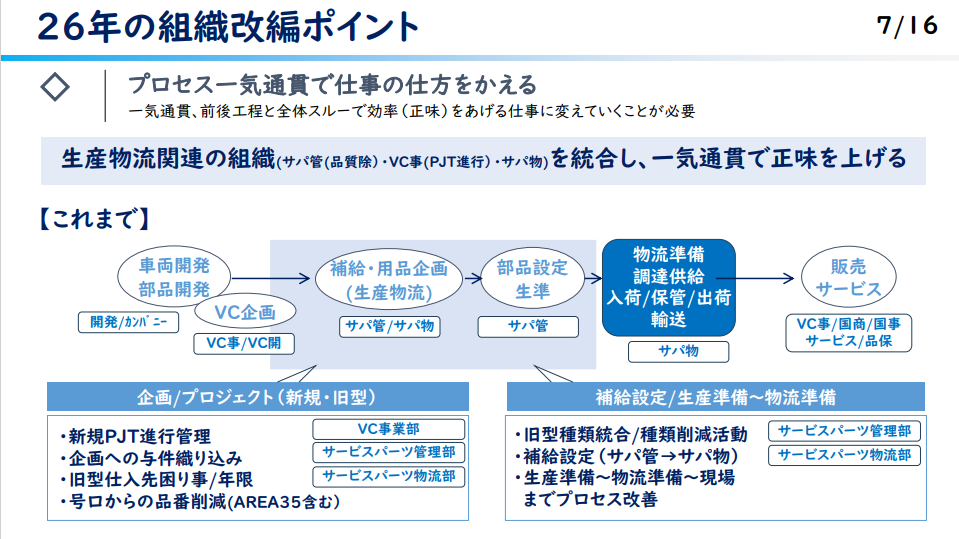 26年の組織改編ポイント
7/16
プロセス一気通貫で仕事の仕方をかえる
一気通貫、前後工程と全体スルーで効率（正味）をあげる仕事に変えていくことが必要
生産物流関連の組織(サパ管(品質除)・VC事(PJT進行)・サパ物)を統合し、一気通貫で正味を上げる
【これまで】
車両開発
部品開発
開発/ｶﾝﾊﾟﾆｰ
VC企画
VC事/VC開
補給・用品企画
(生産物流)
サパ管/サパ物
部品設定
生準
サパ管
物流準備
調達供給
入荷/保管/出荷
輸送
サパ物
販売
サービス
VC事/国商/国事
サービス/品保
企画/プロジェクト（新規・旧型）
・新規PJT進行管理
・企画への与件織り込み
・旧型仕入先困り事/年限
・号口からの品番削減(AREA35含む)
VC事業部
サービスパーツ管理部
サービスパーツ物流部
補給設定/生産準備～物流準備
・旧型種類統合/種類削減活動
・補給設定（サパ管→サパ物）
・生産準備～物流準備～現場
までプロセス改善
サービスパーツ管理部
サービスパーツ物流部